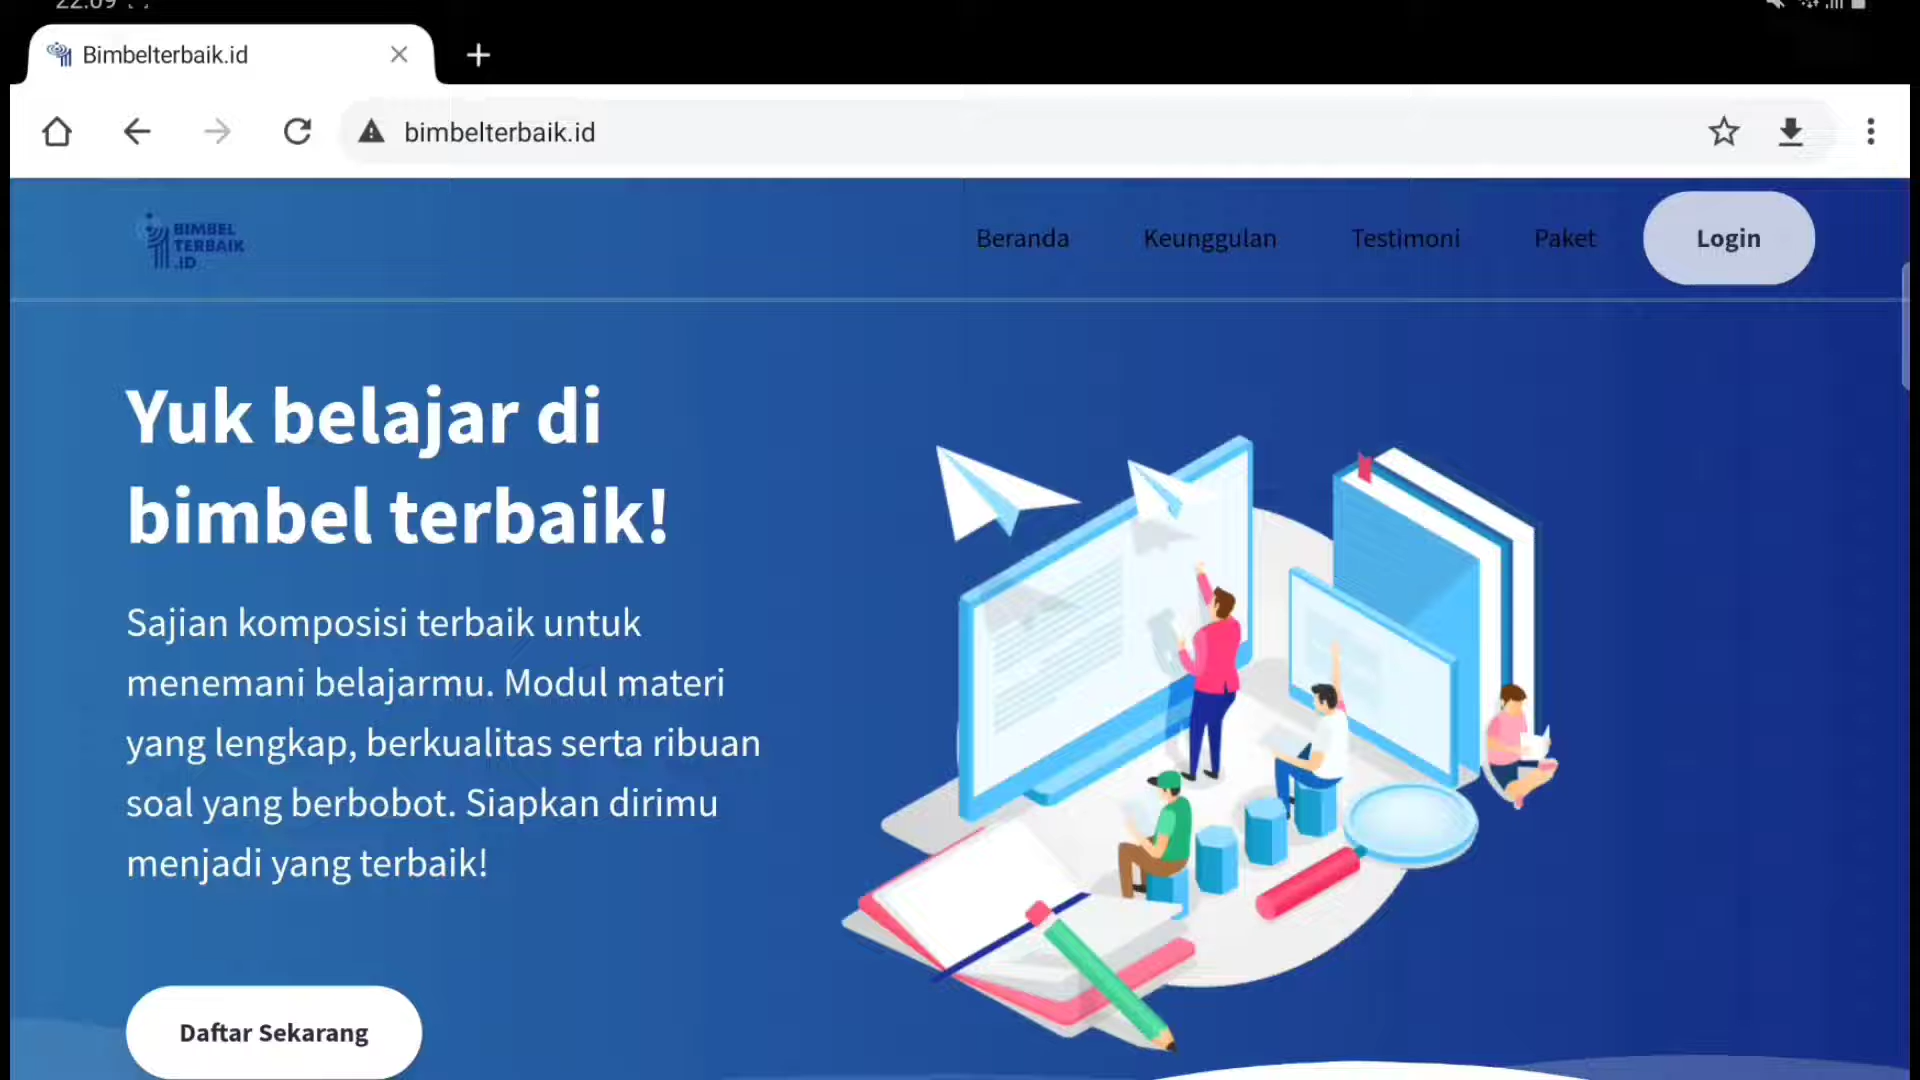 22.09
Bimbelterbaik.id
bimbelterbaik.id
BIMBEL
TERBAIK
.ID
Beranda
Keunggulan
Testimoni
Paket
Login
Yuk belajar di
bimbel terbaik!
Sajian komposisi terbaik untuk
menemani belajarmu. Modul materi
yang lengkap, berkualitas serta ribuan
soal yang berbobot. Siapkan dirimu
menjadi yang terbaik!
Daftar Sekarang